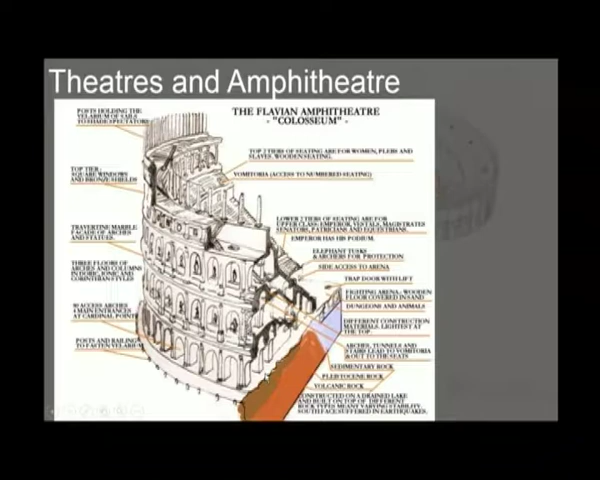 Theatres and Amphitheatre
THE FLAVIAN AMPHITHEATRE
- "COLOSSEUM" -
POSTS HOLDING THE
VELARIUM OF SAILS
TO SHADE SPECTATORS
TOP 2 TIERS OF SEATING ARE FOR WOMEN, PLEBS AND
SLAVES. WOODEN SEATING.
VOMITORIA (ACCESS TO NUMBERED SEATING)
TOP TIER:
SQUARE WINDOWS
AND BRONZE SHIELDS
LOWER 2 TIERS OF SEATING ARE FOR
UPPER CLASS: EMPEROR, VESTALS, MAGISTRATES
SENATORS, PATRICIANS AND EQUESTRIANS.
EMPEROR HAS HIS PODIUM.
TRAVERTINE MARBLE
FACADE OF ARCHES
AND STATUES.
ELEPHANT TUSKS
& ARCHERS FOR PROTECTION
SIDE ACCESS TO ARENA
THREE FLOORS OF
ARCHES AND COLUMNS
IN DORIC, IONIC AND
CORINTHIAN STYLES
TRAP DOOR WITH LIFT
FIGHTING ARENA: WOODEN
FLOOR COVERED IN SAND
DUNGEONS AND ANIMALS
80 ACCESS ARCHES
4 MAIN ENTRANCES
AT CARDINAL POINTS
DIFFERENT CONSTRUCTION
MATERIALS. LIGHTEST AT
THE TOP
POSTS AND RAILING
TO FASTEN VELARIUM
ARCHES, TUNNELS AND
STAIRS LEAD TO VOMITORIA
& OUT TO THE SEATS
SEDIMENTARY ROCK
PLEISTOCENE ROCK
VOLCANIC ROCK
CONSTRUCTED ON A DRAINED LAKE
AND BUILT ON TOP OF DIFFERENT
ROCK TYPES MEANT VARYING STABILITY.
SOUTH FACE SUFFERED IN EARTHQUAKES.